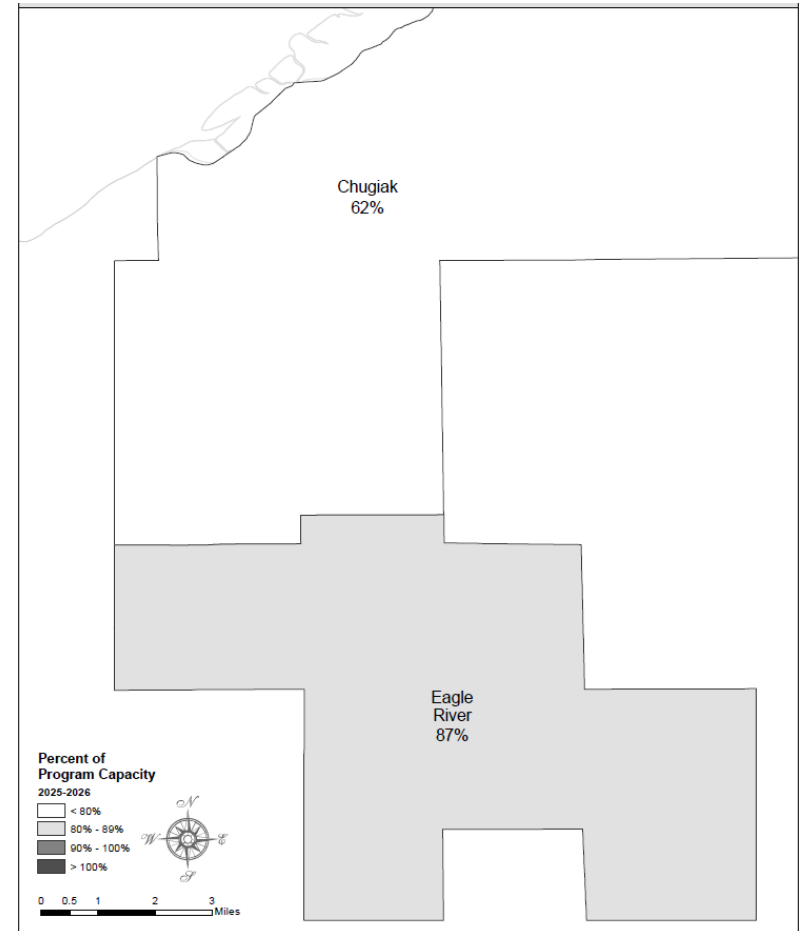 Chugiak
62%
Eagle
River
87%
Percent of
Program Capacity
2025-2026
< 80%
80% - 89%
90% - 100%
> 100%
N
W E
S
0 0.5 1 2 3
Miles